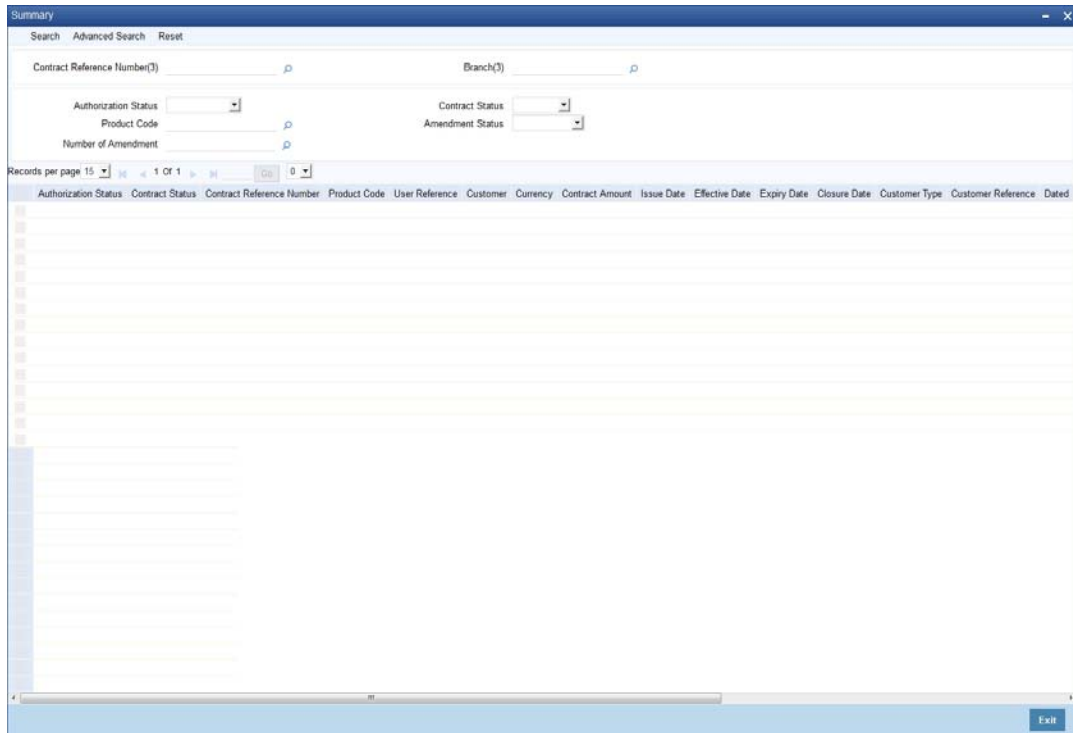 Summary
Search Advanced Search Reset
Contract Reference Number(3) Branch(3)
Authorization Status Contract Status
Product Code Amendment Status
Number of Amendment
Records per page 15 1 Of 1 Go 0
Authorization Status Contract Status Contract Reference Number Product Code User Reference Customer Currency Contract Amount Issue Date Effective Date Expiry Date Closure Date Customer Type Customer Reference Dated
Exit